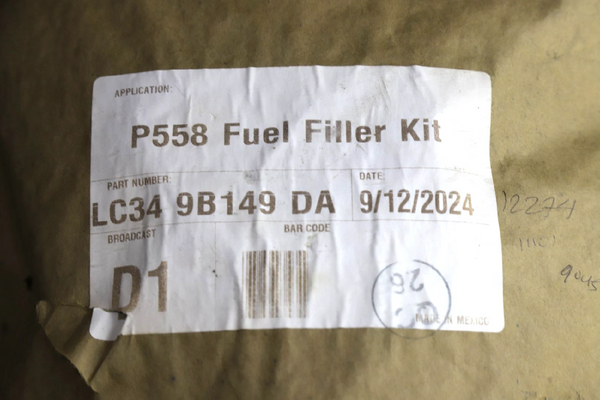 APPLICATION:
P558 Fuel Filler Kit
PART NUMBER:
LC34 9B149 DA
DATE
9/12/2024
BROADCAST
BAR CODE
D1
26
MADE IN MEXICO
12274